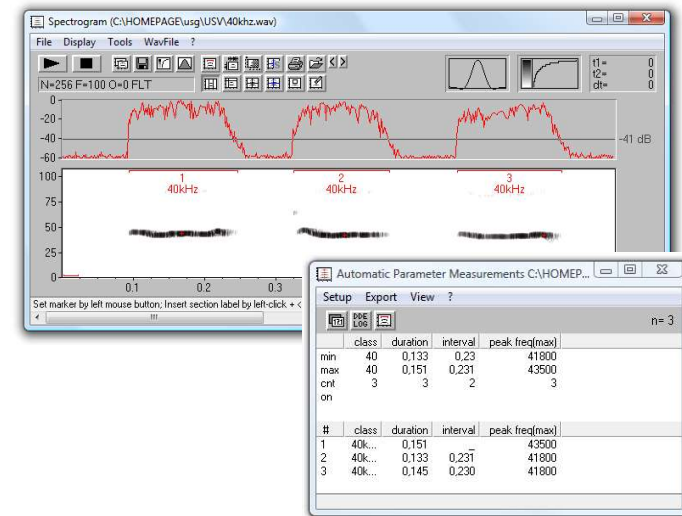 Spectrogram (C:\HOMEPAGE\usg\USV\40khz.wav)
File Display Tools WavFile ?
N=256 F=100 O=0 FLT
t1= 0
t2= 0
dt= 0
0
-20
-40
-60
-41 dB
100
75
50
25
1 2 3
40kHz 40kHz 40kHz
0.1 0.2 0.3
Set marker by left mouse button; Insert section label by left-click + <
Automatic Parameter Measurements C:\HOMEP...
Setup Export View ?
DDE LOG
n= 3
class duration interval peak freq(max)
min 40 0,133 0,23 41800
max 40 0,151 0,231 43500
cnt 3 3 2 3
on
# class duration interval peak freq(max)
1 40k... 0,151 _ 43500
2 40k... 0,133 0,231 41800
3 40k... 0,145 0,230 41800